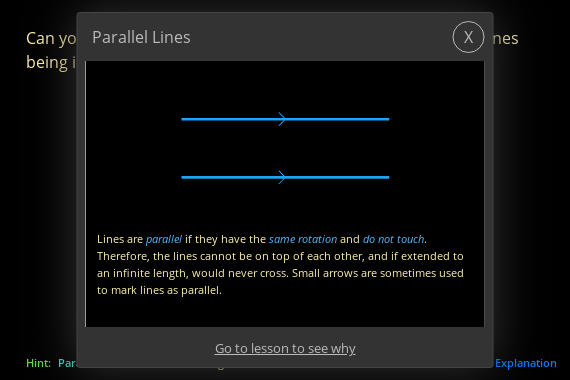 Parallel Lines
X
Can yo
nes
being i
Lines are parallel if they have the same rotation and do not touch.
Therefore, the lines cannot be on top of each other, and if extended to
an infinite length, would never cross. Small arrows are sometimes used
to mark lines as parallel.
Go to lesson to see why
Hint: Par
Explanation